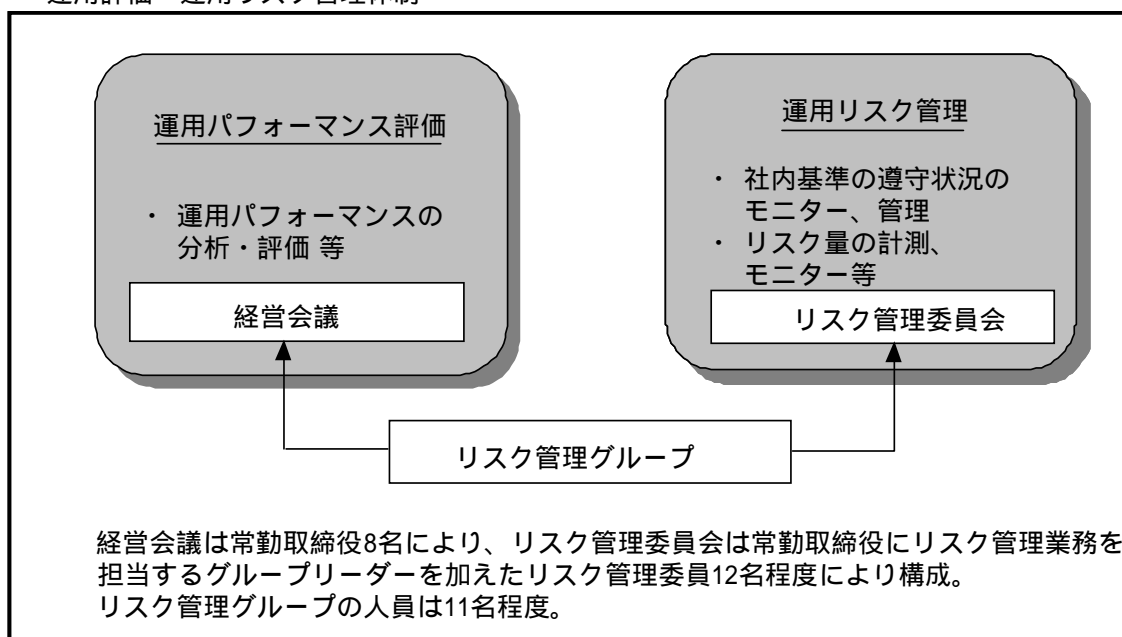 運用パフォーマンス評価
・ 運用パフォーマンスの
分析・評価 等
経営会議
運用リスク管理
・ 社内基準の遵守状況の
モニター、管理
・ リスク量の計測、
モニター等
リスク管理委員会
リスク管理グループ
経営会議は常勤取締役8名により、リスク管理委員会は常勤取締役にリスク管理業務を
担当するグループリーダーを加えたリスク管理委員12名程度により構成。
リスク管理グループの人員は11名程度。